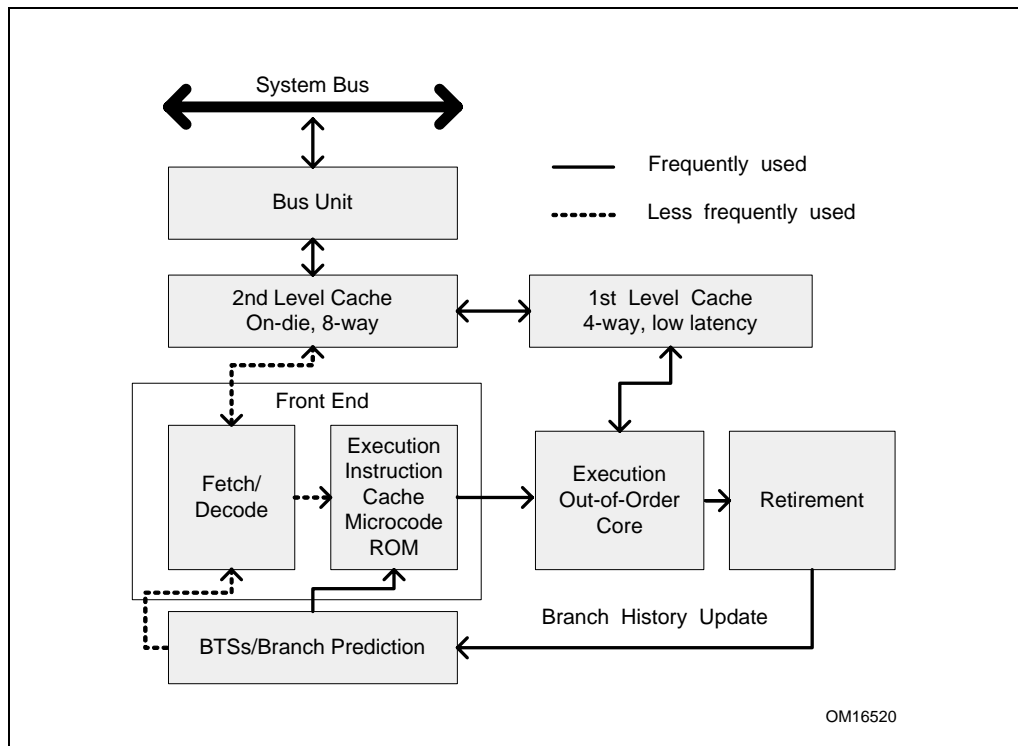 System Bus
Frequently used
Bus Unit
Less frequently used
2nd Level Cache
On-die, 8-way
1st Level Cache
4-way, low latency
Front End
Fetch/
Decode
Execution
Instruction
Cache
Microcode
ROM
Execution
Out-of-Order
Core
Retirement
Branch History Update
BTSs/Branch Prediction
OM16520